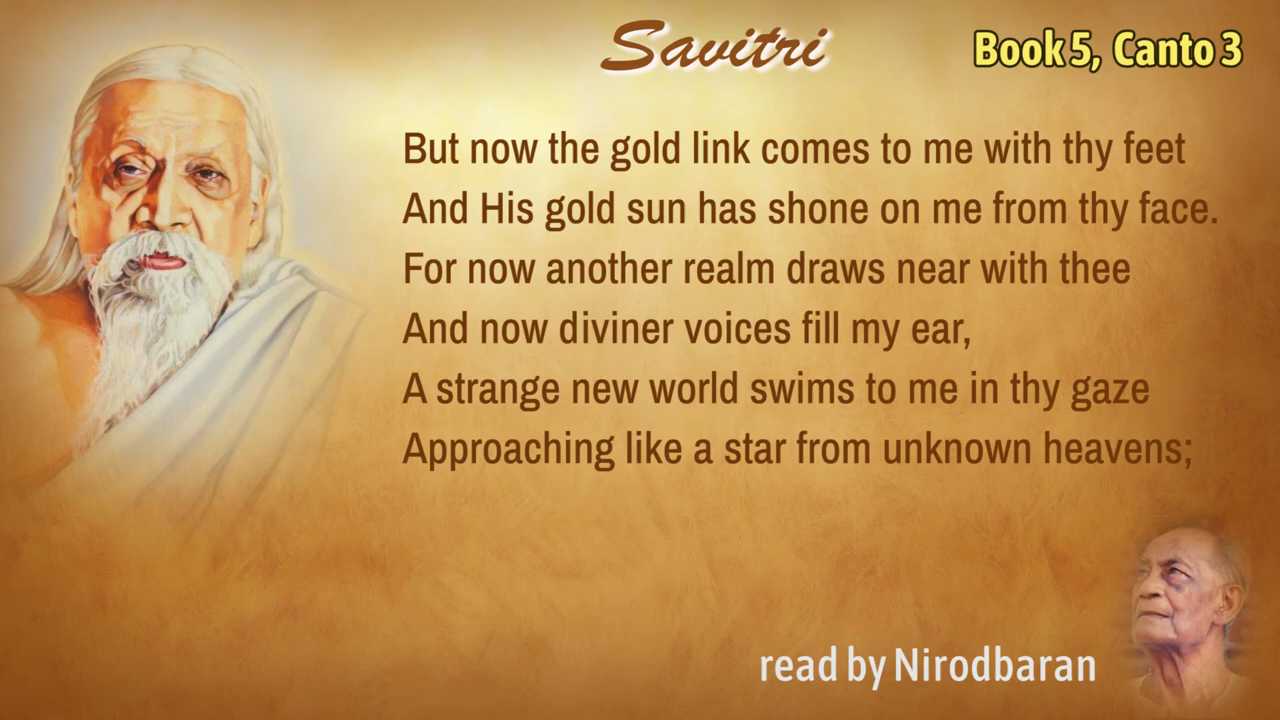 Savitri
Book 5, Canto 3
But now the gold link comes to me with thy feet
And His gold sun has shone on me from thy face.
For now another realm draws near with thee
And now diviner voices fill my ear,
A strange new world swims to me in thy gaze
Approaching like a star from unknown heavens;
read by Nirodbaran